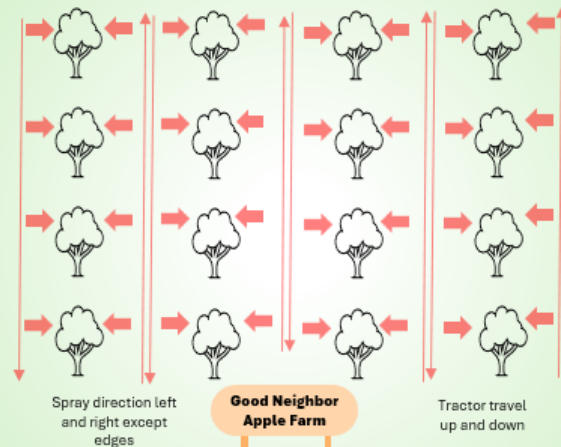 Spray direction left
and right except
edges
Good Neighbor
Apple Farm
Tractor travel
up and down